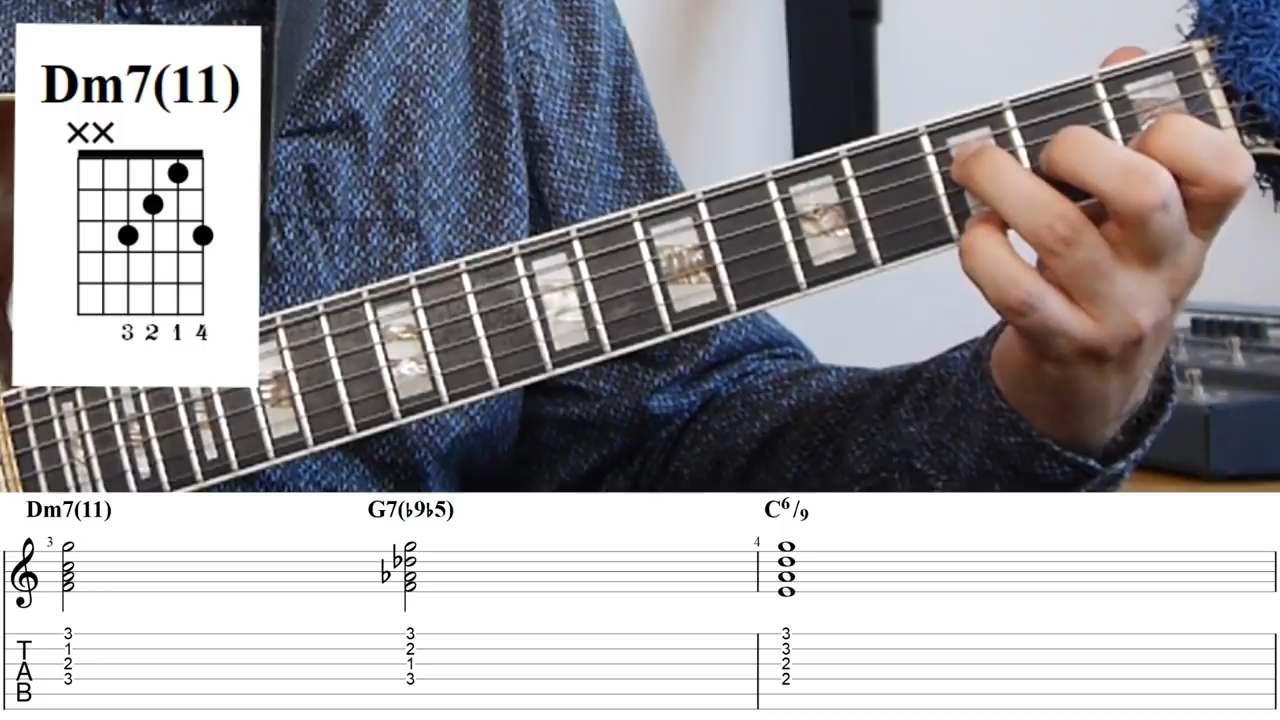 Dm7(11)
××
3 2 1 4
Dm7(11) G7(♭9♭5) C6/9
3 4
3 3 3
T 1 2 3
A 2 1 2
B 3 3 2